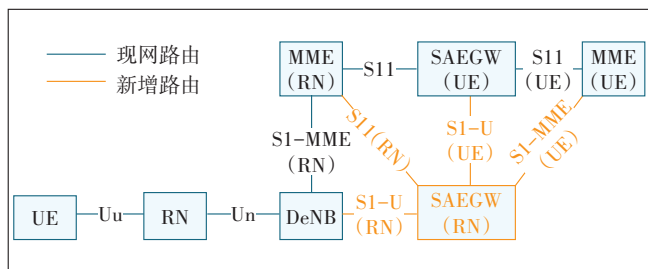 现网路由
新增路由
MME
(RN)
S11
SAEGW
(UE)
S11
(UE)
MME
(UE)
S1-MME
(RN)
S11(RN)
S1-U
(UE)
S1-MME
(UE)
UE
Uu
RN
Un
DeNB
S1-U
(RN)
SAEGW
(RN)